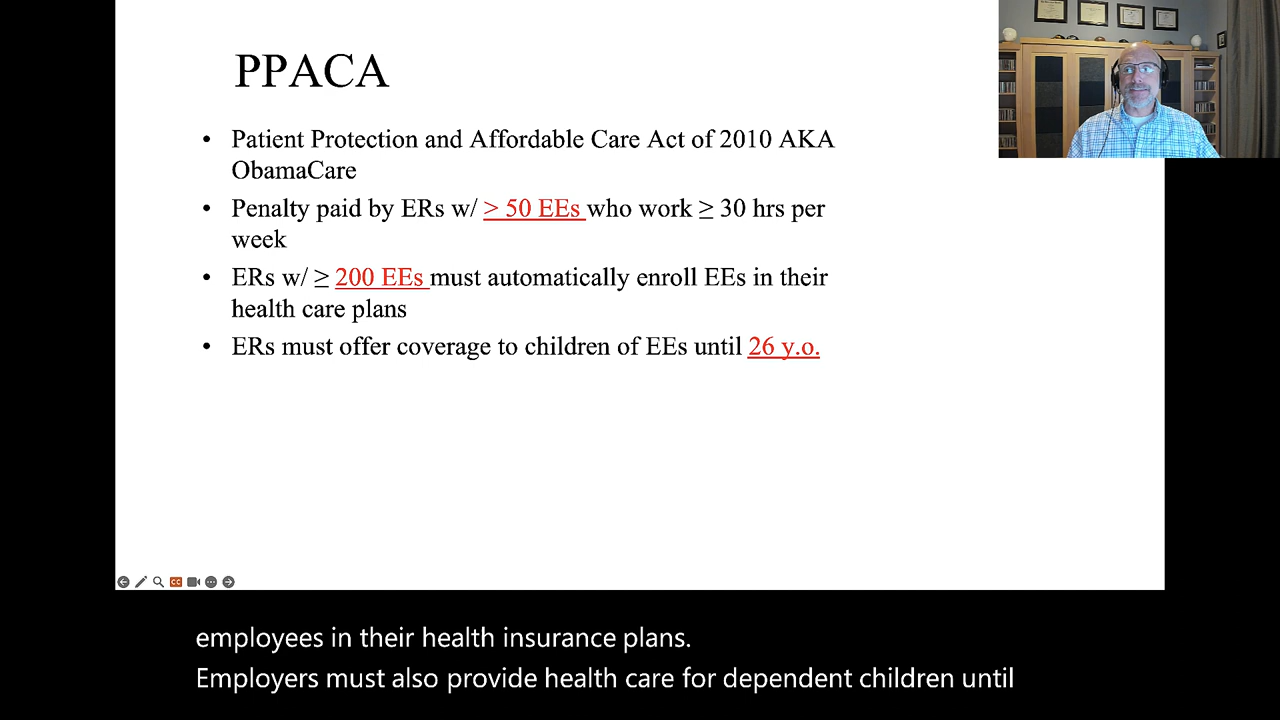 PPACA
• Patient Protection and Affordable Care Act of 2010 AKA
ObamaCare
• Penalty paid by ERs w/ > 50 EEs who work ≥ 30 hrs per
week
• ERs w/ ≥ 200 EEs must automatically enroll EEs in their
health care plans
• ERs must offer coverage to children of EEs until 26 y.o.
CC
employees in their health insurance plans.
Employers must also provide health care for dependent children until